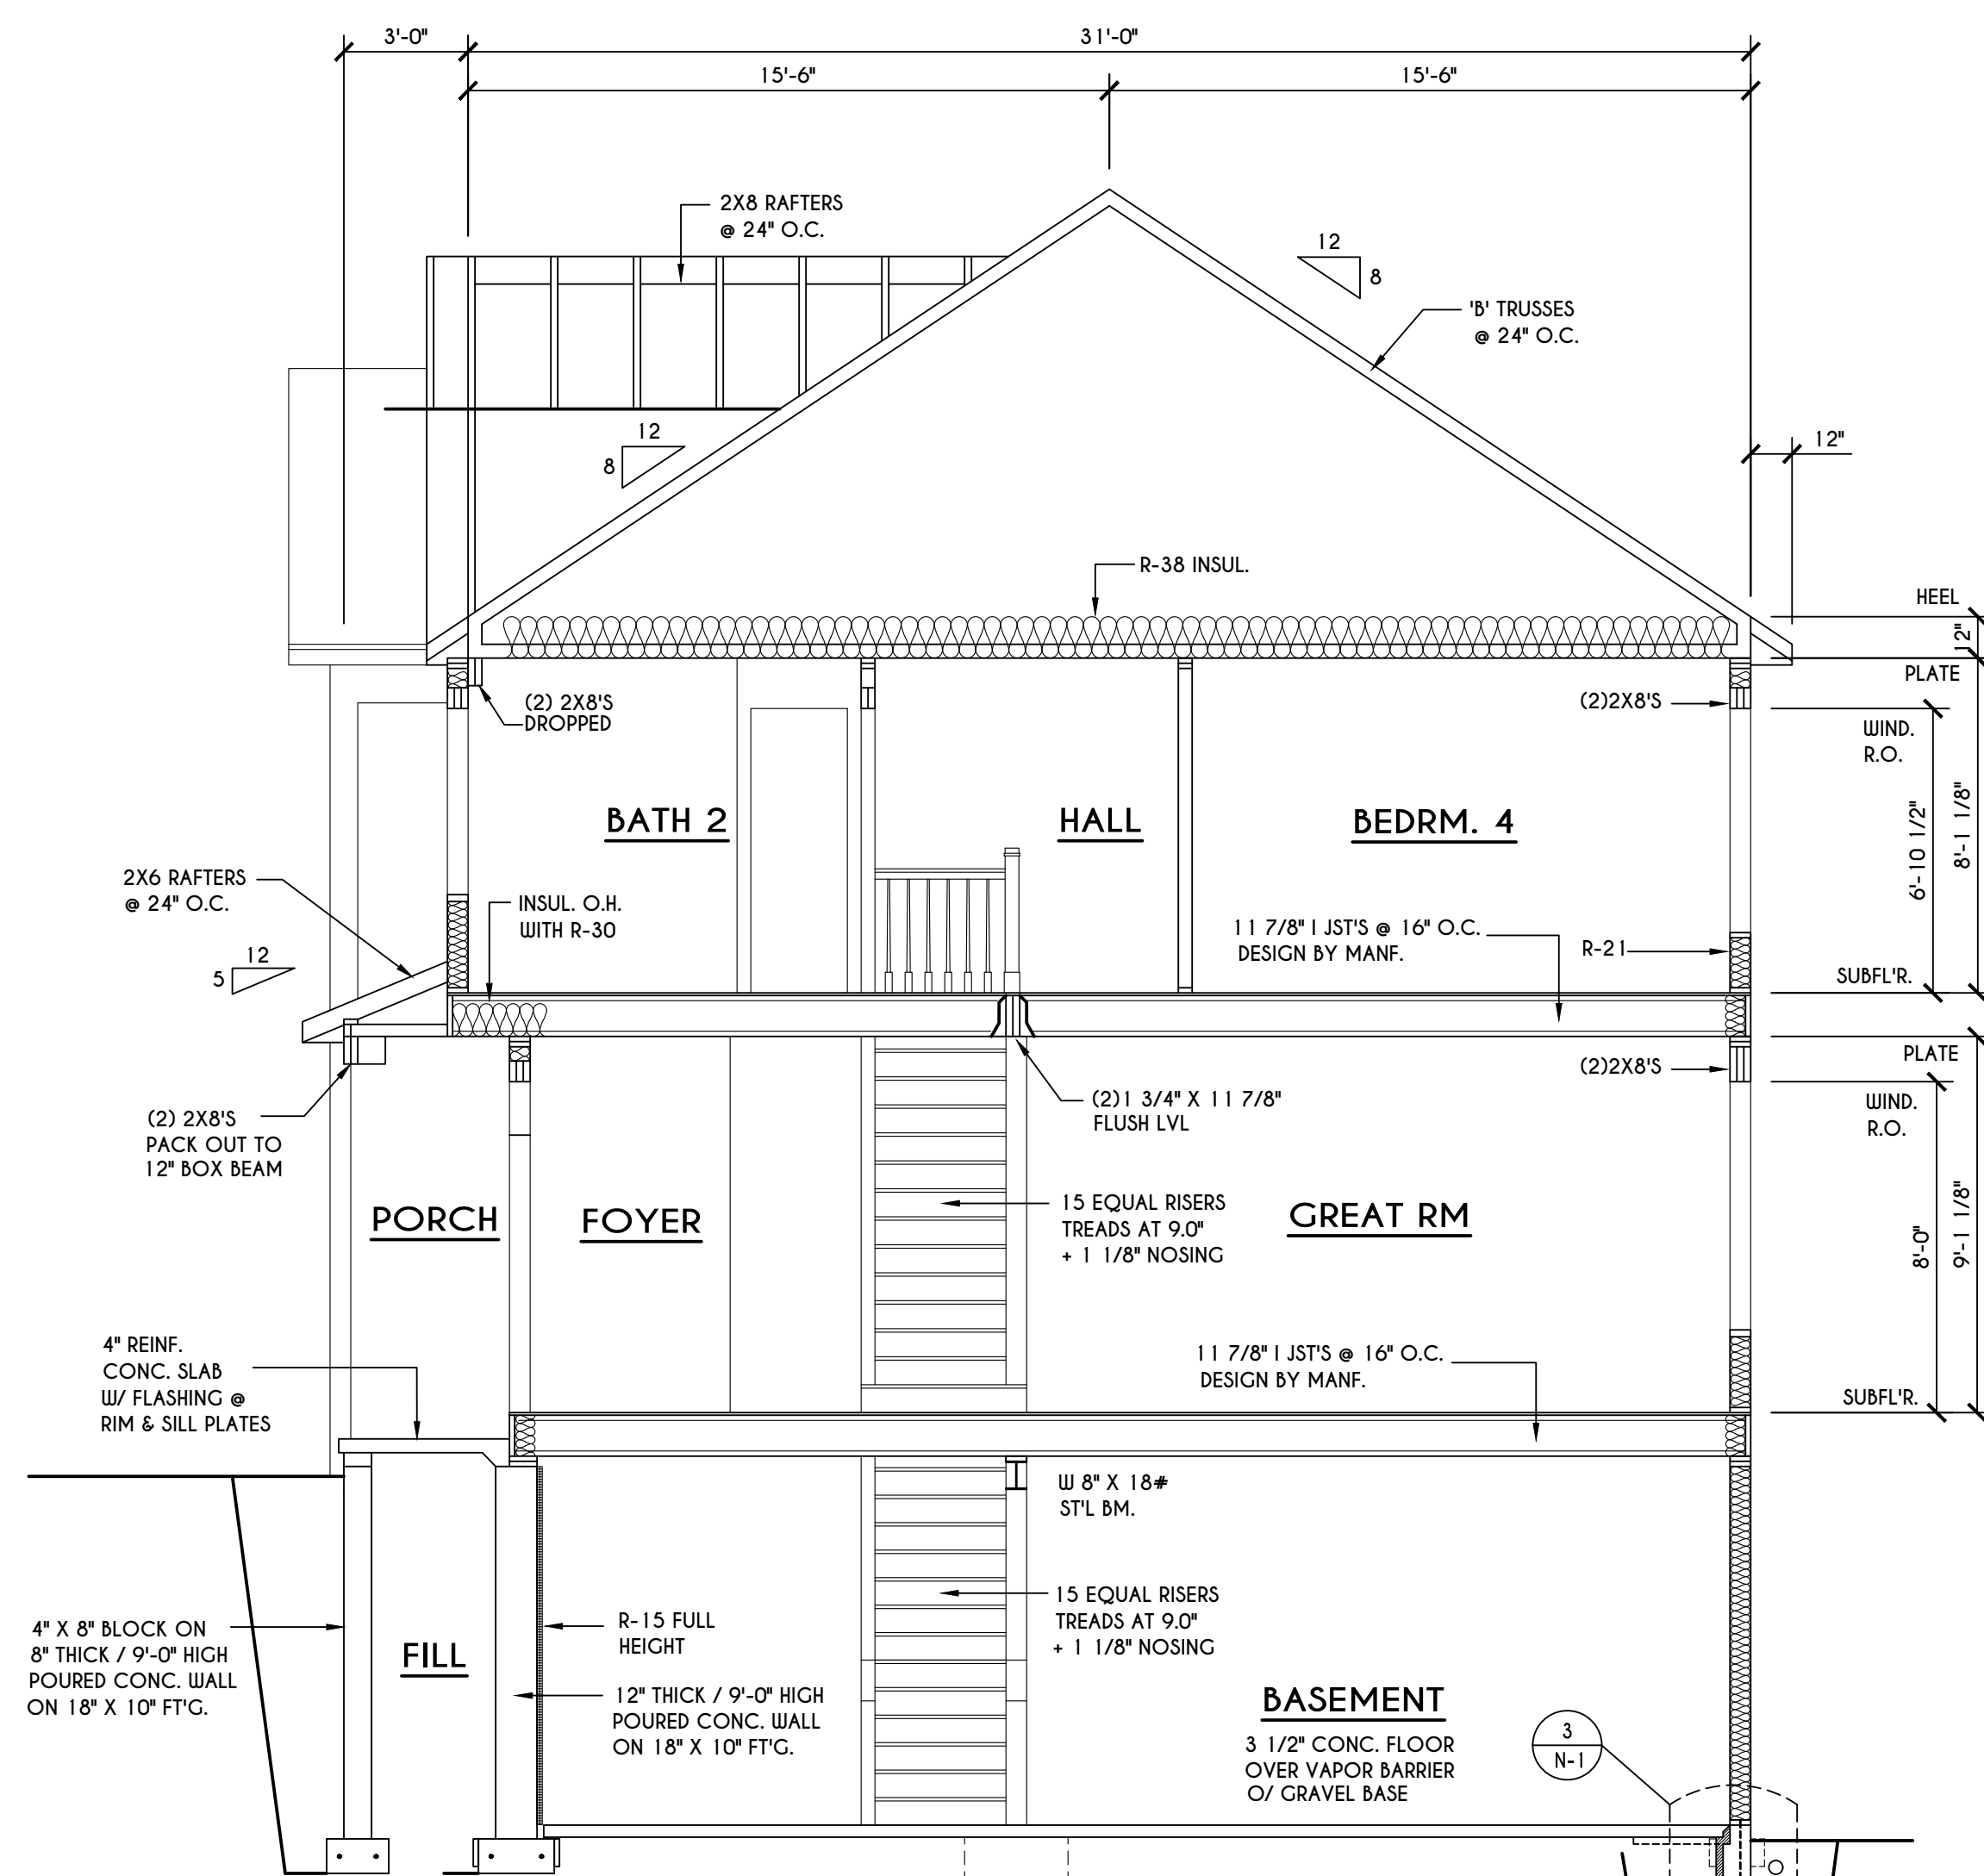 3'-0"
31'-0"
15'-6"
15'-6"
2X8 RAFTERS
@ 24" O.C.
12
8
'B' TRUSSES
@ 24" O.C.
12
8
12"
R-38 INSUL.
HEEL
12"
PLATE
(2) 2X8'S
DROPPED
(2)2X8'S
WIND.
R.O.
6'-10 1/2"
8'-1 1/8"
BATH 2
HALL
BEDRM. 4
2X6 RAFTERS
@ 24" O.C.
INSUL. O.H.
WITH R-30
12
5
11 7/8" I JST'S @ 16" O.C.
DESIGN BY MANF.
R-21
SUBFL'R.
PLATE
(2)2X8'S
WIND.
R.O.
(2) 2X8'S
PACK OUT TO
12" BOX BEAM
(2)1 3/4" X 11 7/8"
FLUSH LVL
PORCH
FOYER
15 EQUAL RISERS
TREADS AT 9.0"
+ 1 1/8" NOSING
GREAT RM
8'-0"
9'-1 1/8"
4" REINF.
CONC. SLAB
W/ FLASHING @
RIM & SILL PLATES
11 7/8" I JST'S @ 16" O.C.
DESIGN BY MANF.
SUBFL'R.
W 8" X 18#
ST'L BM.
4" X 8" BLOCK ON
8" THICK / 9'-0" HIGH
POURED CONC. WALL
ON 18" X 10" FT'G.
FILL
R-15 FULL
HEIGHT
12" THICK / 9'-0" HIGH
POURED CONC. WALL
ON 18" X 10" FT'G.
15 EQUAL RISERS
TREADS AT 9.0"
+ 1 1/8" NOSING
BASEMENT
3 1/2" CONC. FLOOR
OVER VAPOR BARRIER
O/ GRAVEL BASE
3
N-1